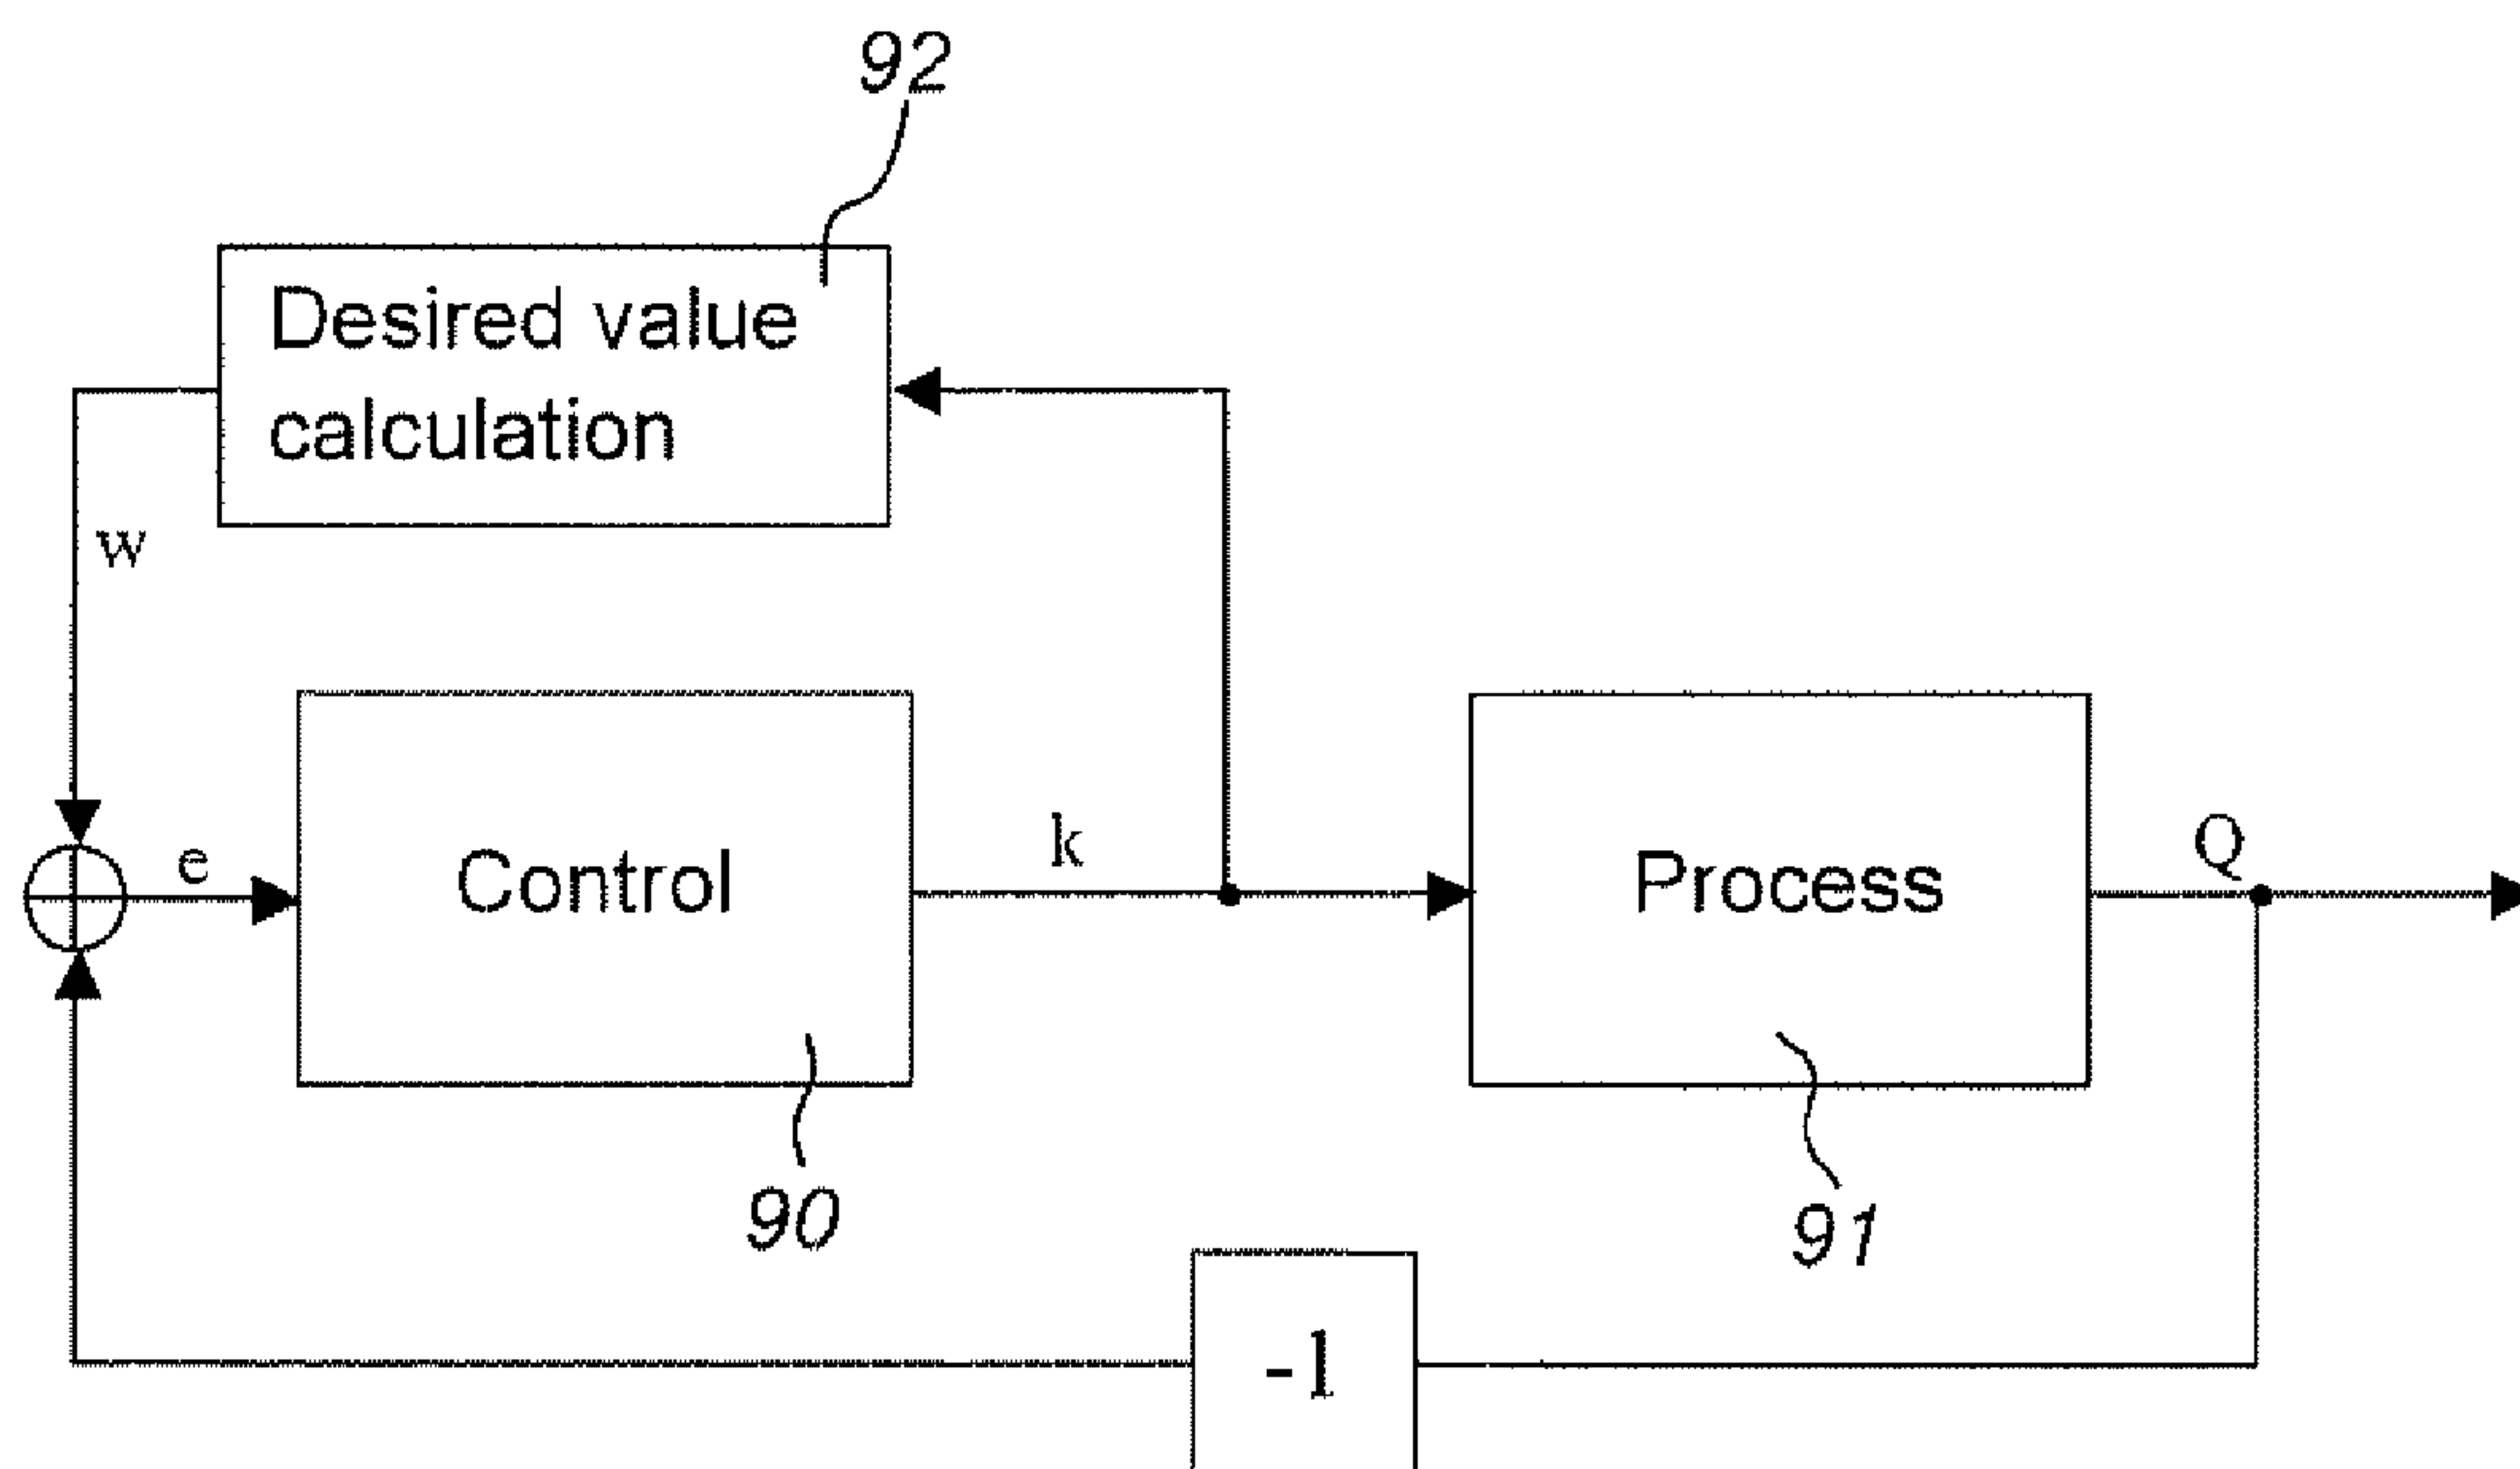 92
Desired value
calculation
w
e
Control
k
Process
Q
90
91
-1